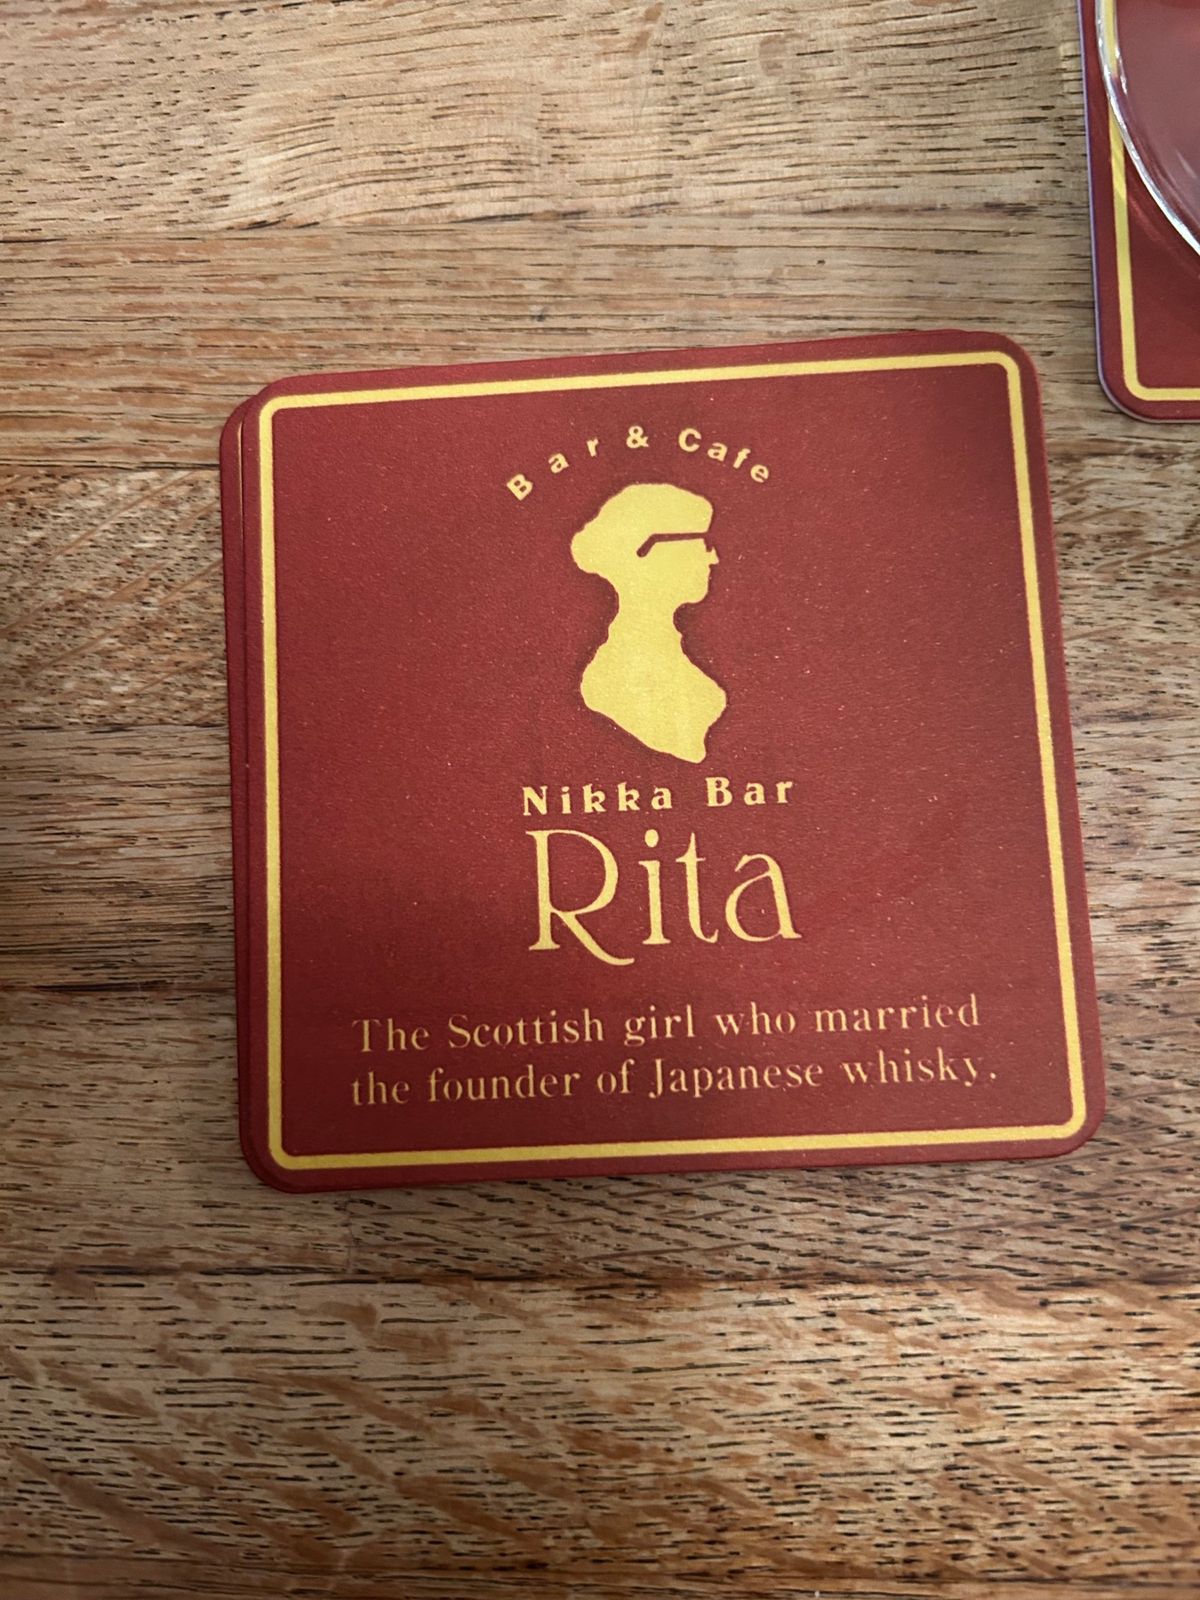 Bar & Cafe
Nikka Bar
Rita
The Scottish girl who married
the founder of Japanese whisky.